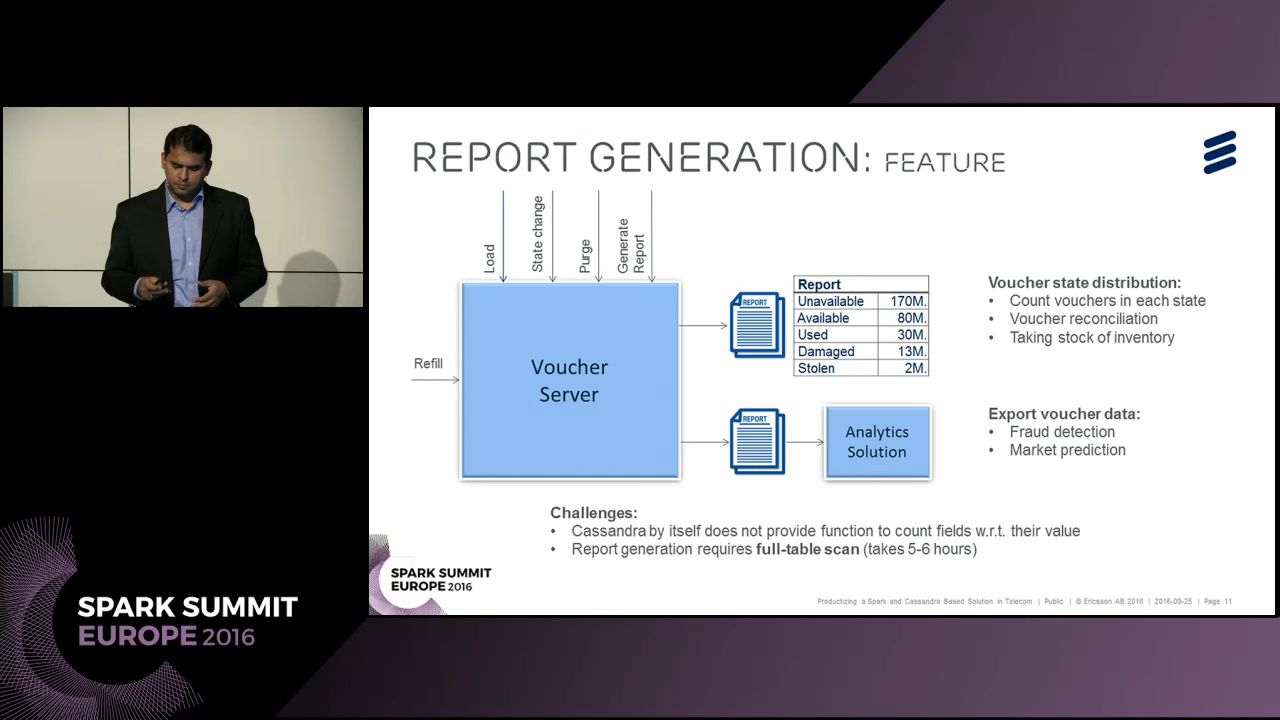 REPORT GENERATION: FEATURE
Load
State change
Purge
Generate
Report
Refill
Voucher
Server
REPORT
Report
Unavailable 170M.
Available 80M.
Used 30M.
Damaged 13M.
Stolen 2M.
Voucher state distribution:
• Count vouchers in each state
• Voucher reconciliation
• Taking stock of inventory
REPORT
Analytics
Solution
Export voucher data:
• Fraud detection
• Market prediction
Challenges:
• Cassandra by itself does not provide function to count fields w.r.t. their value
• Report generation requires full-table scan (takes 5-6 hours)
SPARK SUMMIT
EUROPE 2016
Productizing a Spark and Cassandra Based Solution in Telecom | Public | © Ericsson AB 2016 | 2016-09-25 | Page 11
SPARK SUMMIT
EUROPE 2016